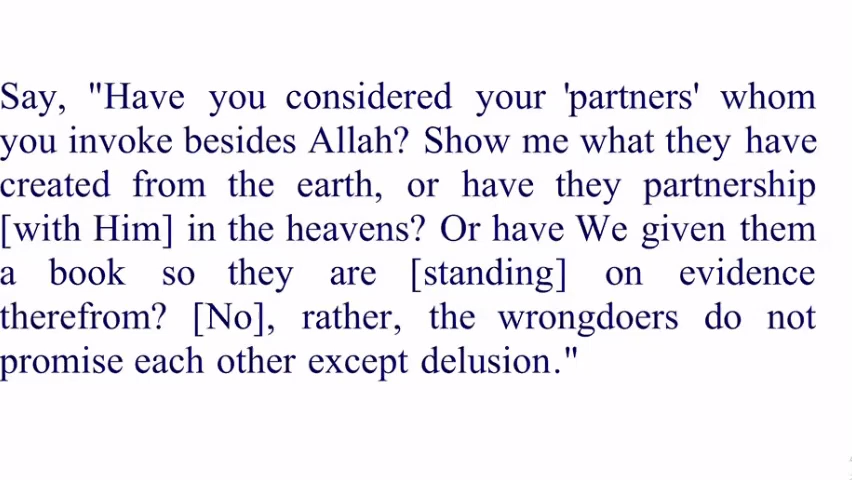 Say, "Have you considered your 'partners' whom
you invoke besides Allah? Show me what they have
created from the earth, or have they partnership
[with Him] in the heavens? Or have We given them
a book so they are [standing] on evidence
therefrom? [No], rather, the wrongdoers do not
promise each other except delusion."